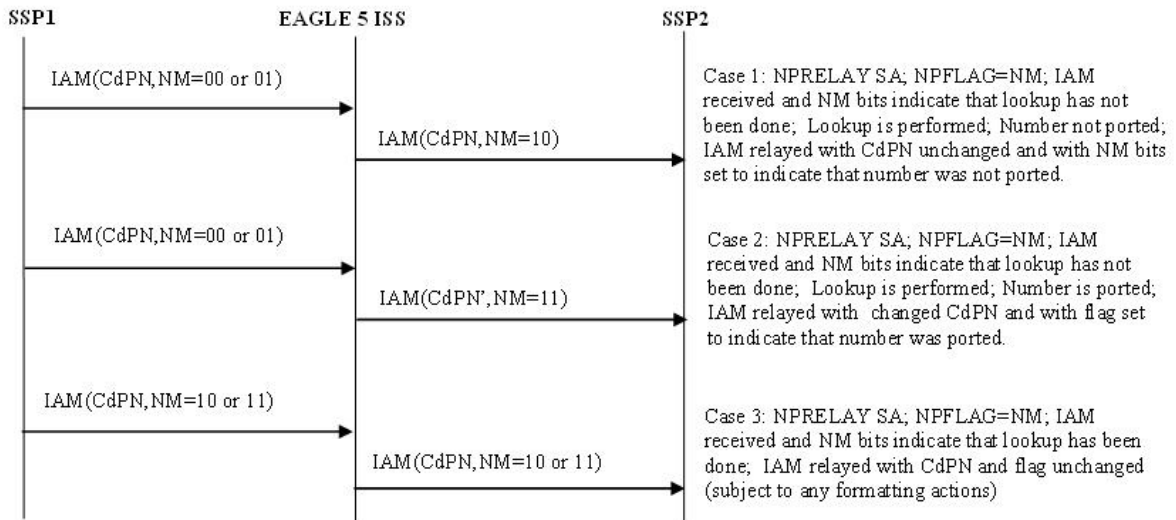 SSP1 EAGLE 5 ISS SSP2
IAM(CdPN,NM=00 or 01)
IAM(CdPN,NM=10)
Case 1: NPRELAY SA; NPFLAG=NM; IAM
received and NM bits indicate that lookup has not
been done; Lookup is performed; Number not ported;
IAM relayed with CdPN unchanged and with NM bits
set to indicate that number was not ported.
IAM(CdPN,NM=00 or 01)
IAM(CdPN',NM=11)
Case 2: NPRELAY SA; NPFLAG=NM; IAM
received and NM bits indicate that lookup has not
been done; Lookup is performed; Number is ported;
IAM relayed with changed CdPN and with flag set
to indicate that number was ported.
IAM(CdPN,NM=10 or 11)
IAM(CdPN,NM=10 or 11)
Case 3: NPRELAY SA; NPFLAG=NM; IAM
received and NM bits indicate that lookup has been
done; IAM relayed with CdPN and flag unchanged
(subject to any formatting actions)